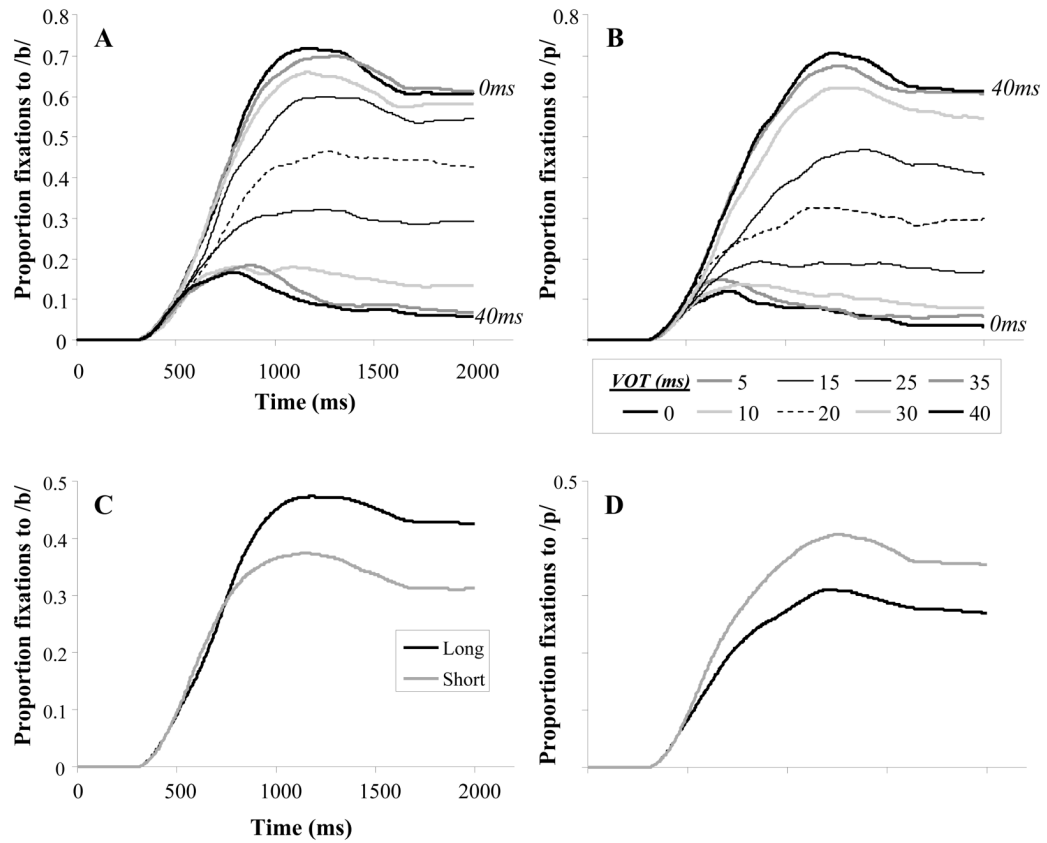 A
Proportion fixations to /b/
0.8
0.7
0.6
0.5
0.4
0.3
0.2
0.1
0
0ms
40ms
0 500 1000 1500 2000
Time (ms)
B
Proportion fixations to /p/
0.8
40ms
0ms
VOT (ms) 5 15 25 35
0 10 20 30 40
C
Proportion fixations to /b/
0.5
0.4
0.3
0.2
0.1
0
Long
Short
0 500 1000 1500 2000
Time (ms)
D
Proportion fixations to /p/
0.5